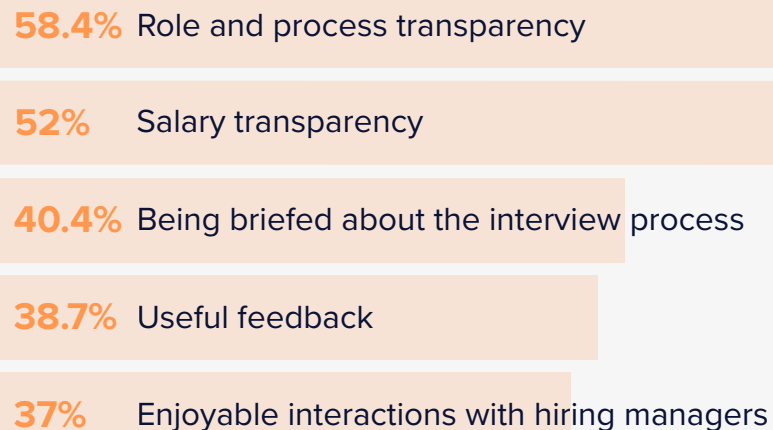 58.4% Role and process transparency
52% Salary transparency
40.4% Being briefed about the interview process
38.7% Useful feedback
37% Enjoyable interactions with hiring managers